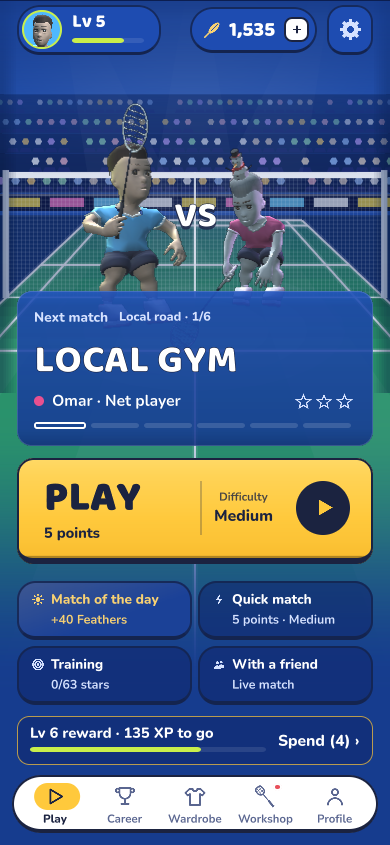 Lv 5
1,535
+
VS
Next match Local road · 1/6
LOCAL GYM
Omar · Net player
PLAY
5 points
Difficulty
Medium
Match of the day
+40 Feathers
Quick match
5 points · Medium
Training
0/63 stars
With a friend
Live match
Lv 6 reward · 135 XP to go
Spend (4) ›
Play
Career
Wardrobe
Workshop
Profile